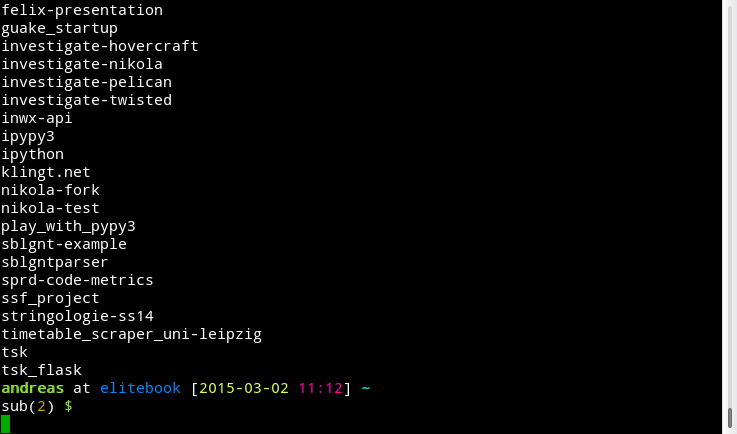 felix-presentation
guake_startup
investigate-hovercraft
investigate-nikola
investigate-pelican
investigate-twisted
inwx-api
ipypy3
ipython
klingt.net
nikola-fork
nikola-test
play_with_pypy3
sblgnt-example
sblgntparser
sprd-code-metrics
ssf_project
stringologie-ss14
timetable_scraper_uni-leipzig
tsk
tsk_flask
andreas at elitebook [2015-03-02 11:12] ~
sub(2) $